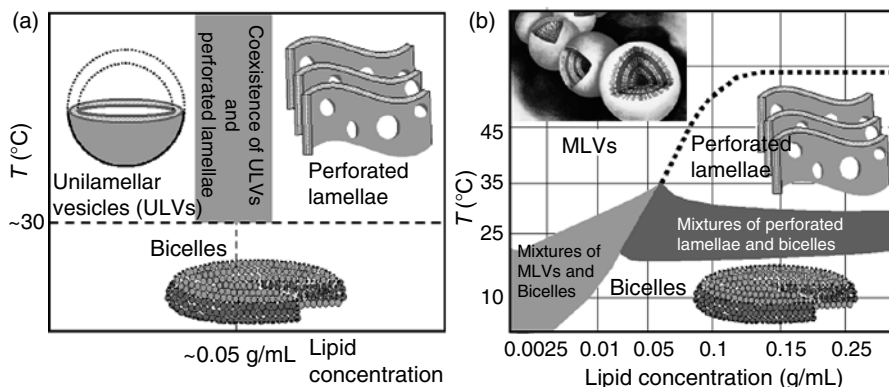 (a)
T (°C)
~30
Unilamellar
vesicles (ULVs)
Coexistence of ULVs
and
perforated lamellae
Perforated
lamellae
Bicelles
~0.05 g/mL
Lipid
concentration
(b)
T (°C)
45
35
25
10
MLVs
Perforated
lamellae
Mixtures of perforated
lamellae and bicelles
Mixtures of
MLVs and
Bicelles
Bicelles
0.0025 0.01 0.05 0.1 0.15 0.25
Lipid concentration (g/mL)